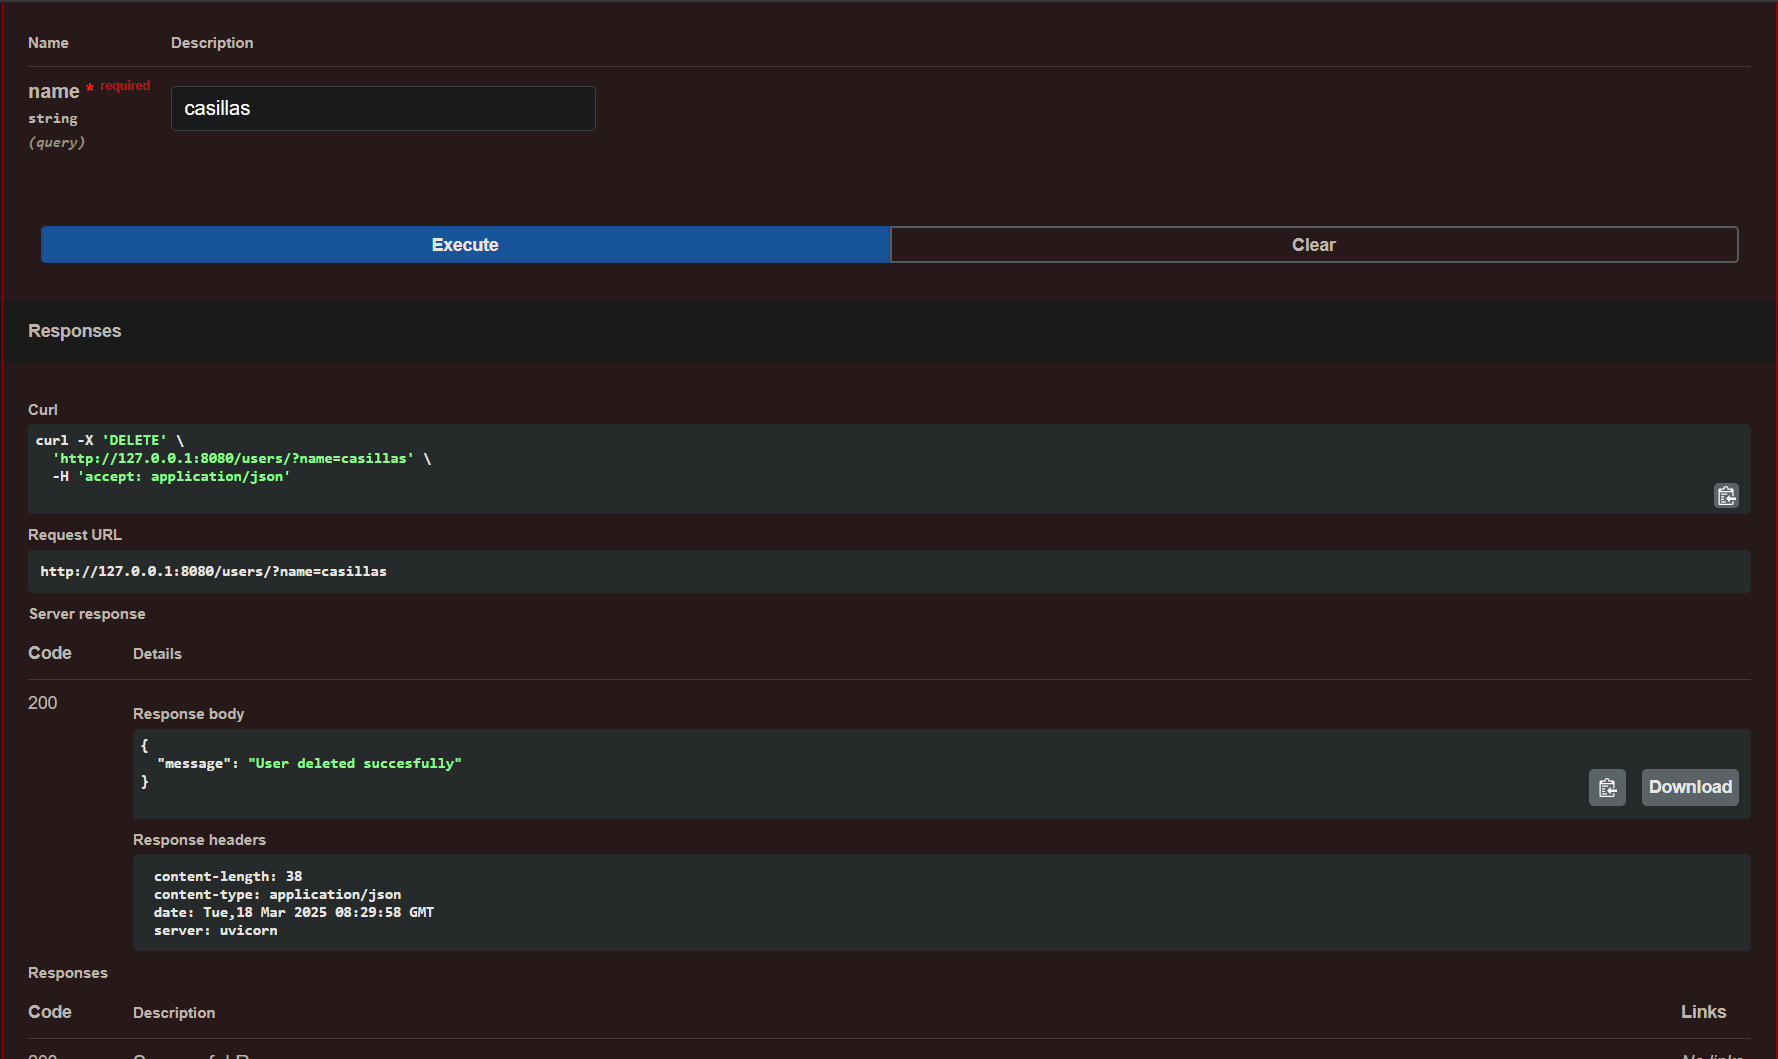 Name Description
name * required
string
(query)
casillas
Execute Clear
Responses
Curl
curl -X 'DELETE' \
  'http://127.0.0.1:8080/users/?name=casillas' \
  -H 'accept: application/json'
Request URL
http://127.0.0.1:8080/users/?name=casillas
Server response
Code Details
200
Response body
{
  "message": "User deleted succesfully"
}
Download
Response headers
content-length: 38
content-type: application/json
date: Tue,18 Mar 2025 08:29:58 GMT
server: uvicorn
Responses
Code Description Links